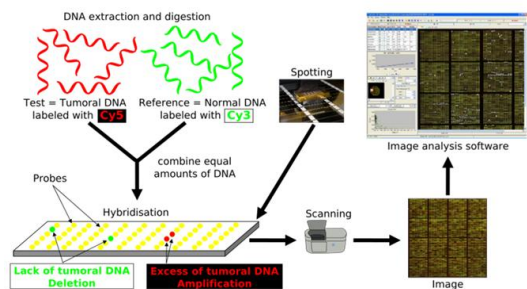 DNA extraction and digestion
Test = Tumoral DNA
labeled with Cy5
Reference = Normal DNA
labeled with Cy3
Spotting
Image analysis software
combine equal
amounts of DNA
Probes
Hybridisation
Scanning
Lack of tumoral DNA
Deletion
Excess of tumoral DNA
Amplification
Image